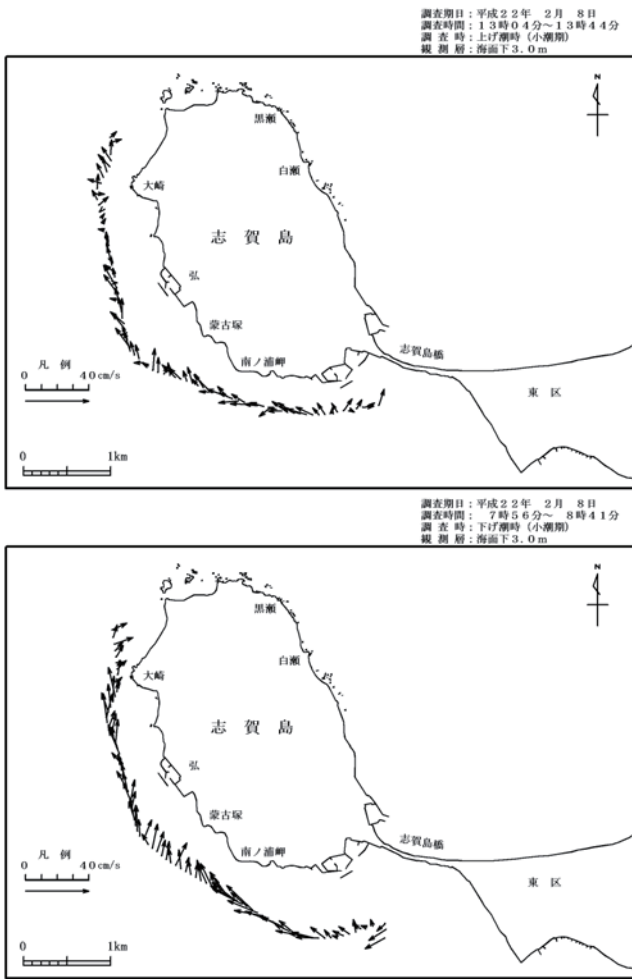 調査期日：平成２２年　２月　８日
調査時間：１３時０４分～１３時４４分
調　査　時：上げ潮時（小潮期）
観　測　層：海面下３．０ｍ
N
黒瀬
白瀬
大崎
志　賀　島
弘
蒙古塚
南ノ浦岬
志賀島橋
東　区
凡　例
0　40 cm/s
0　1km
調査期日：平成２２年　２月　８日
調査時間：　７時５６分～　８時４１分
調　査　時：下げ潮時（小潮期）
観　測　層：海面下３．０ｍ
N
黒瀬
白瀬
大崎
志　賀　島
弘
蒙古塚
南ノ浦岬
志賀島橋
東　区
凡　例
0　40 cm/s
0　1km